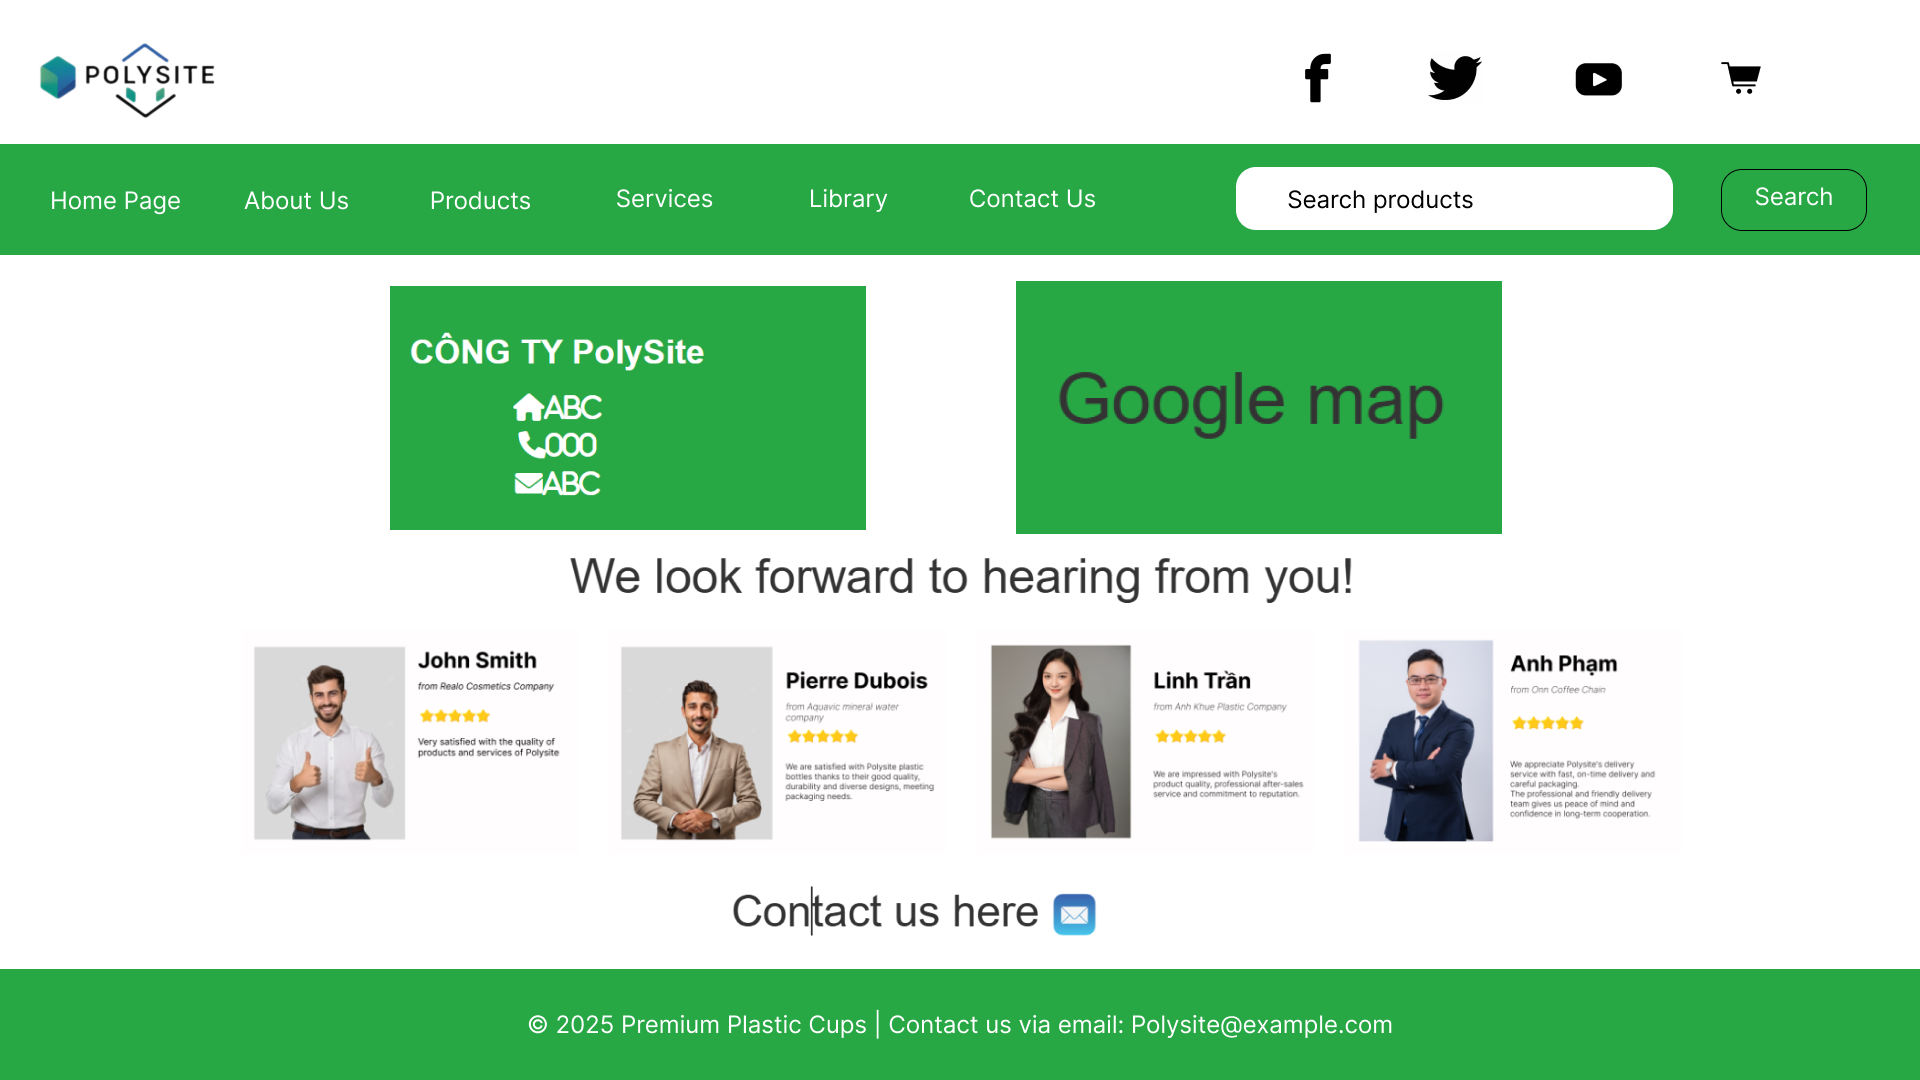 POLYSITE
Home Page
About Us
Products
Services
Library
Contact Us
Search products
Search
CÔNG TY PolySite
ABC
000
ABC
Google map
We look forward to hearing from you!
John Smith
from Realo Cosmetics Company
Very satisfied with the quality of
products and services of Polysite
Pierre Dubois
from Aquavic mineral water
company
We are satisfied with Polysite plastic
bottles thanks to their good quality,
durability and diverse designs, meeting
packaging needs.
Linh Trần
from Anh Khue Plastic Company
We are impressed with Polysite's
product quality, professional after-sales
service and commitment to reputation.
Anh Phạm
from Onn Coffee Chain
We appreciate Polysite's delivery
service with fast, on-time delivery and
careful packaging.
The professional and friendly delivery
team gives us peace of mind and
confidence in long-term cooperation.
Contact us here
© 2025 Premium Plastic Cups | Contact us via email: Polysite@example.com